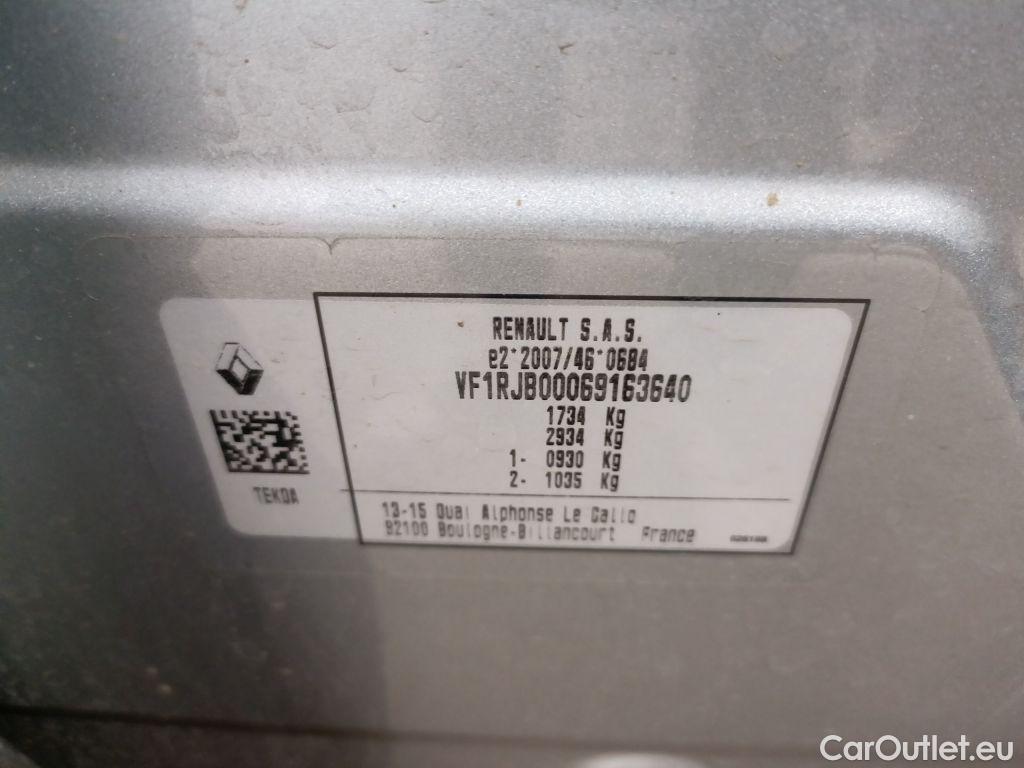 RENAULT S.A.S.
e2*2007/46*0684
VF1RJB00069163640
1734 Kg
2934 Kg
1- 0930 Kg
2- 1035 Kg
TEKDA
13-15 Quai Alphonse Le Gallo
92100 Boulogne-Billancourt France
CarOutlet.eu